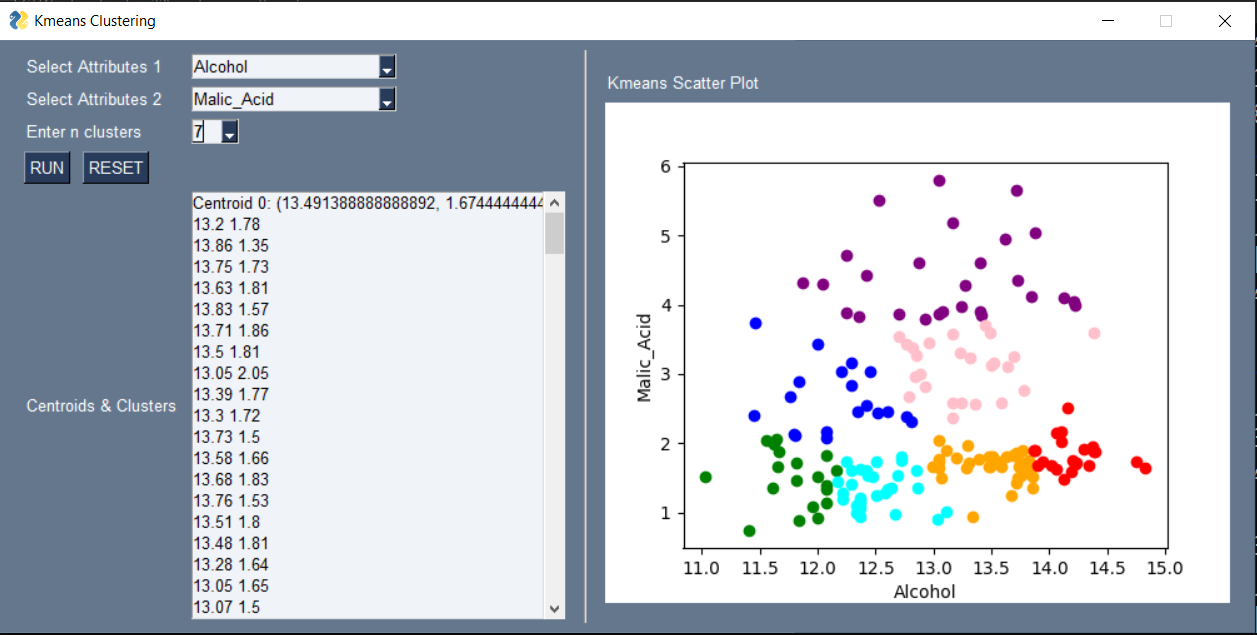 Kmeans Clustering
Select Attributes 1 Alcohol
Select Attributes 2 Malic_Acid
Enter n clusters 7
RUN RESET
Centroids & Clusters
Centroid 0: (13.491388888888892, 1.6744444444
13.2 1.78
13.86 1.35
13.75 1.73
13.63 1.81
13.83 1.57
13.71 1.86
13.5 1.81
13.05 2.05
13.39 1.77
13.3 1.72
13.73 1.5
13.58 1.66
13.68 1.83
13.76 1.53
13.51 1.8
13.48 1.81
13.28 1.64
13.05 1.65
13.07 1.5
Kmeans Scatter Plot
6
5
4
3
2
1
Malic_Acid
11.0 11.5 12.0 12.5 13.0 13.5 14.0 14.5 15.0
Alcohol